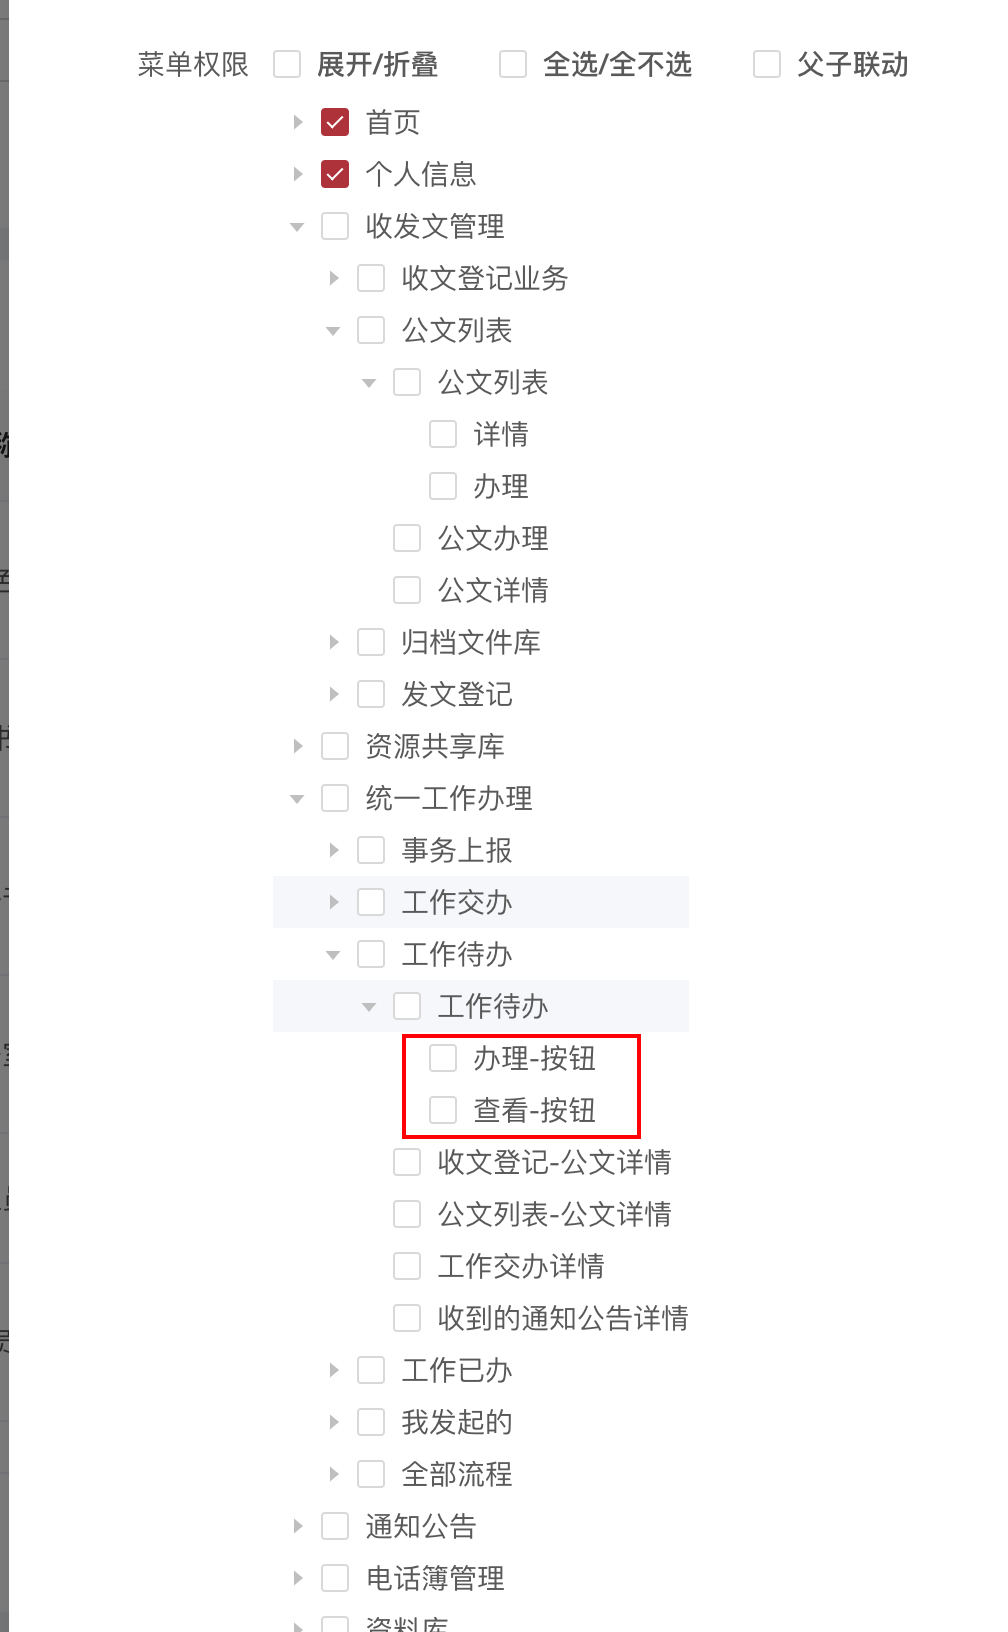 菜单权限 展开/折叠 全选/全不选 父子联动
首页
个人信息
收发文管理
收文登记业务
公文列表
公文列表
详情
办理
公文办理
公文详情
归档文件库
发文登记
资源共享库
统一工作办理
事务上报
工作交办
工作待办
工作待办
办理-按钮
查看-按钮
收文登记-公文详情
公文列表-公文详情
工作交办详情
收到的通知公告详情
工作已办
我发起的
全部流程
通知公告
电话簿管理
资料库